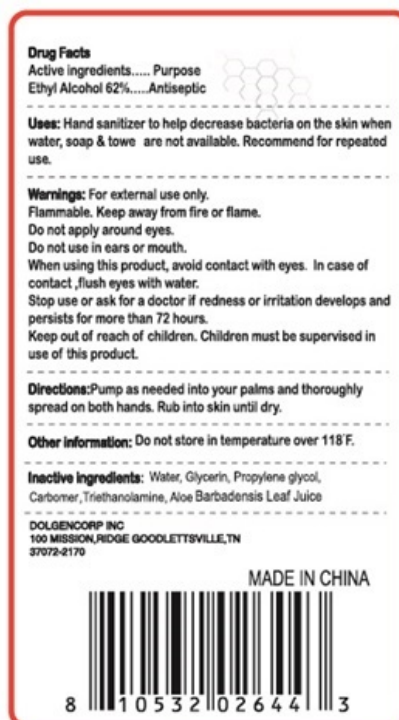 Drug Facts
Active ingredients..... Purpose
Ethyl Alcohol 62%.....Antiseptic
Uses: Hand sanitizer to help decrease bacteria on the skin when
water, soap & towe are not available. Recommend for repeated
use.
Warnings: For external use only.
Flammable. Keep away from fire or flame.
Do not apply around eyes.
Do not use in ears or mouth.
When using this product, avoid contact with eyes. In case of
contact ,flush eyes with water.
Stop use or ask for a doctor if redness or irritation develops and
persists for more than 72 hours.
Keep out of reach of children. Children must be supervised in
use of this product.
Directions:Pump as needed into your palms and thoroughly
spread on both hands. Rub into skin until dry.
Other information: Do not store in temperature over 118°F.
Inactive ingredients: Water, Glycerin, Propylene glycol,
Carbomer,Triethanolamine, Aloe Barbadensis Leaf Juice
DOLGENCORP INC
100 MISSION,RIDGE GOODLETTSVILLE,TN
37072-2170
MADE IN CHINA
8 10532 02644 3